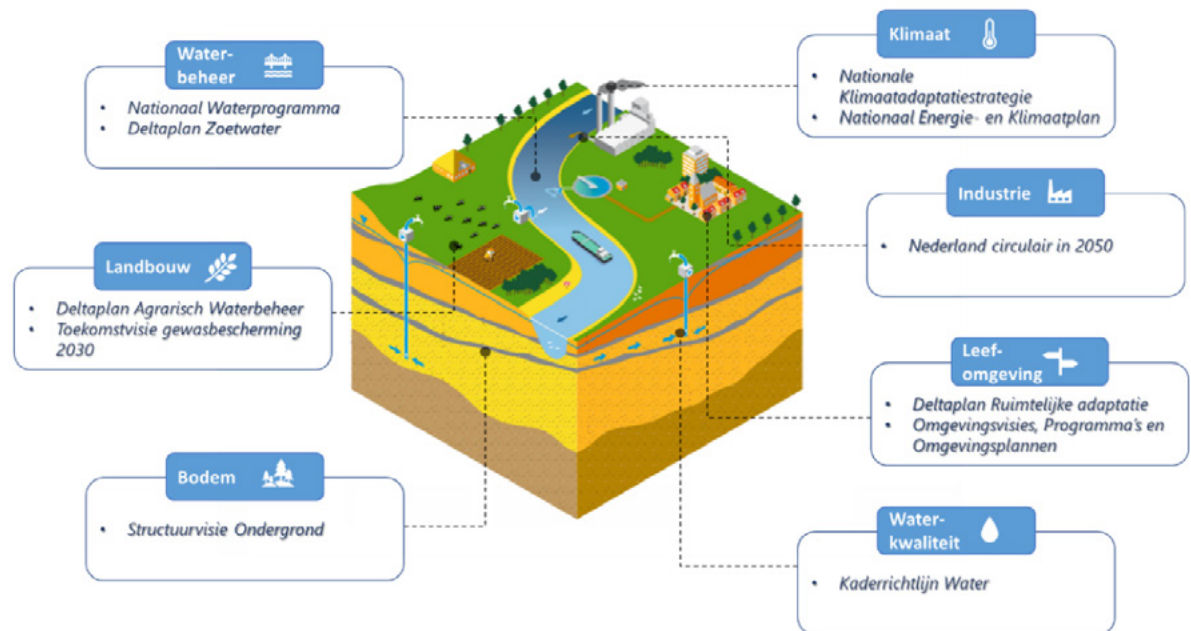 Water-
beheer
• Nationaal Waterprogramma
• Deltaplan Zoetwater
Klimaat
• Nationale
Klimaatadaptatiestrategie
• Nationaal Energie- en Klimaatplan
Industrie
• Nederland circulair in 2050
Landbouw
• Deltaplan Agrarisch Waterbeheer
• Toekomstvisie gewasbescherming
2030
Leef-
omgeving
• Deltaplan Ruimtelijke adaptatie
• Omgevingsvisies, Programma's en
Omgevingsplannen
Bodem
• Structuurvisie Ondergrond
Water-
kwaliteit
• Kaderrichtlijn Water